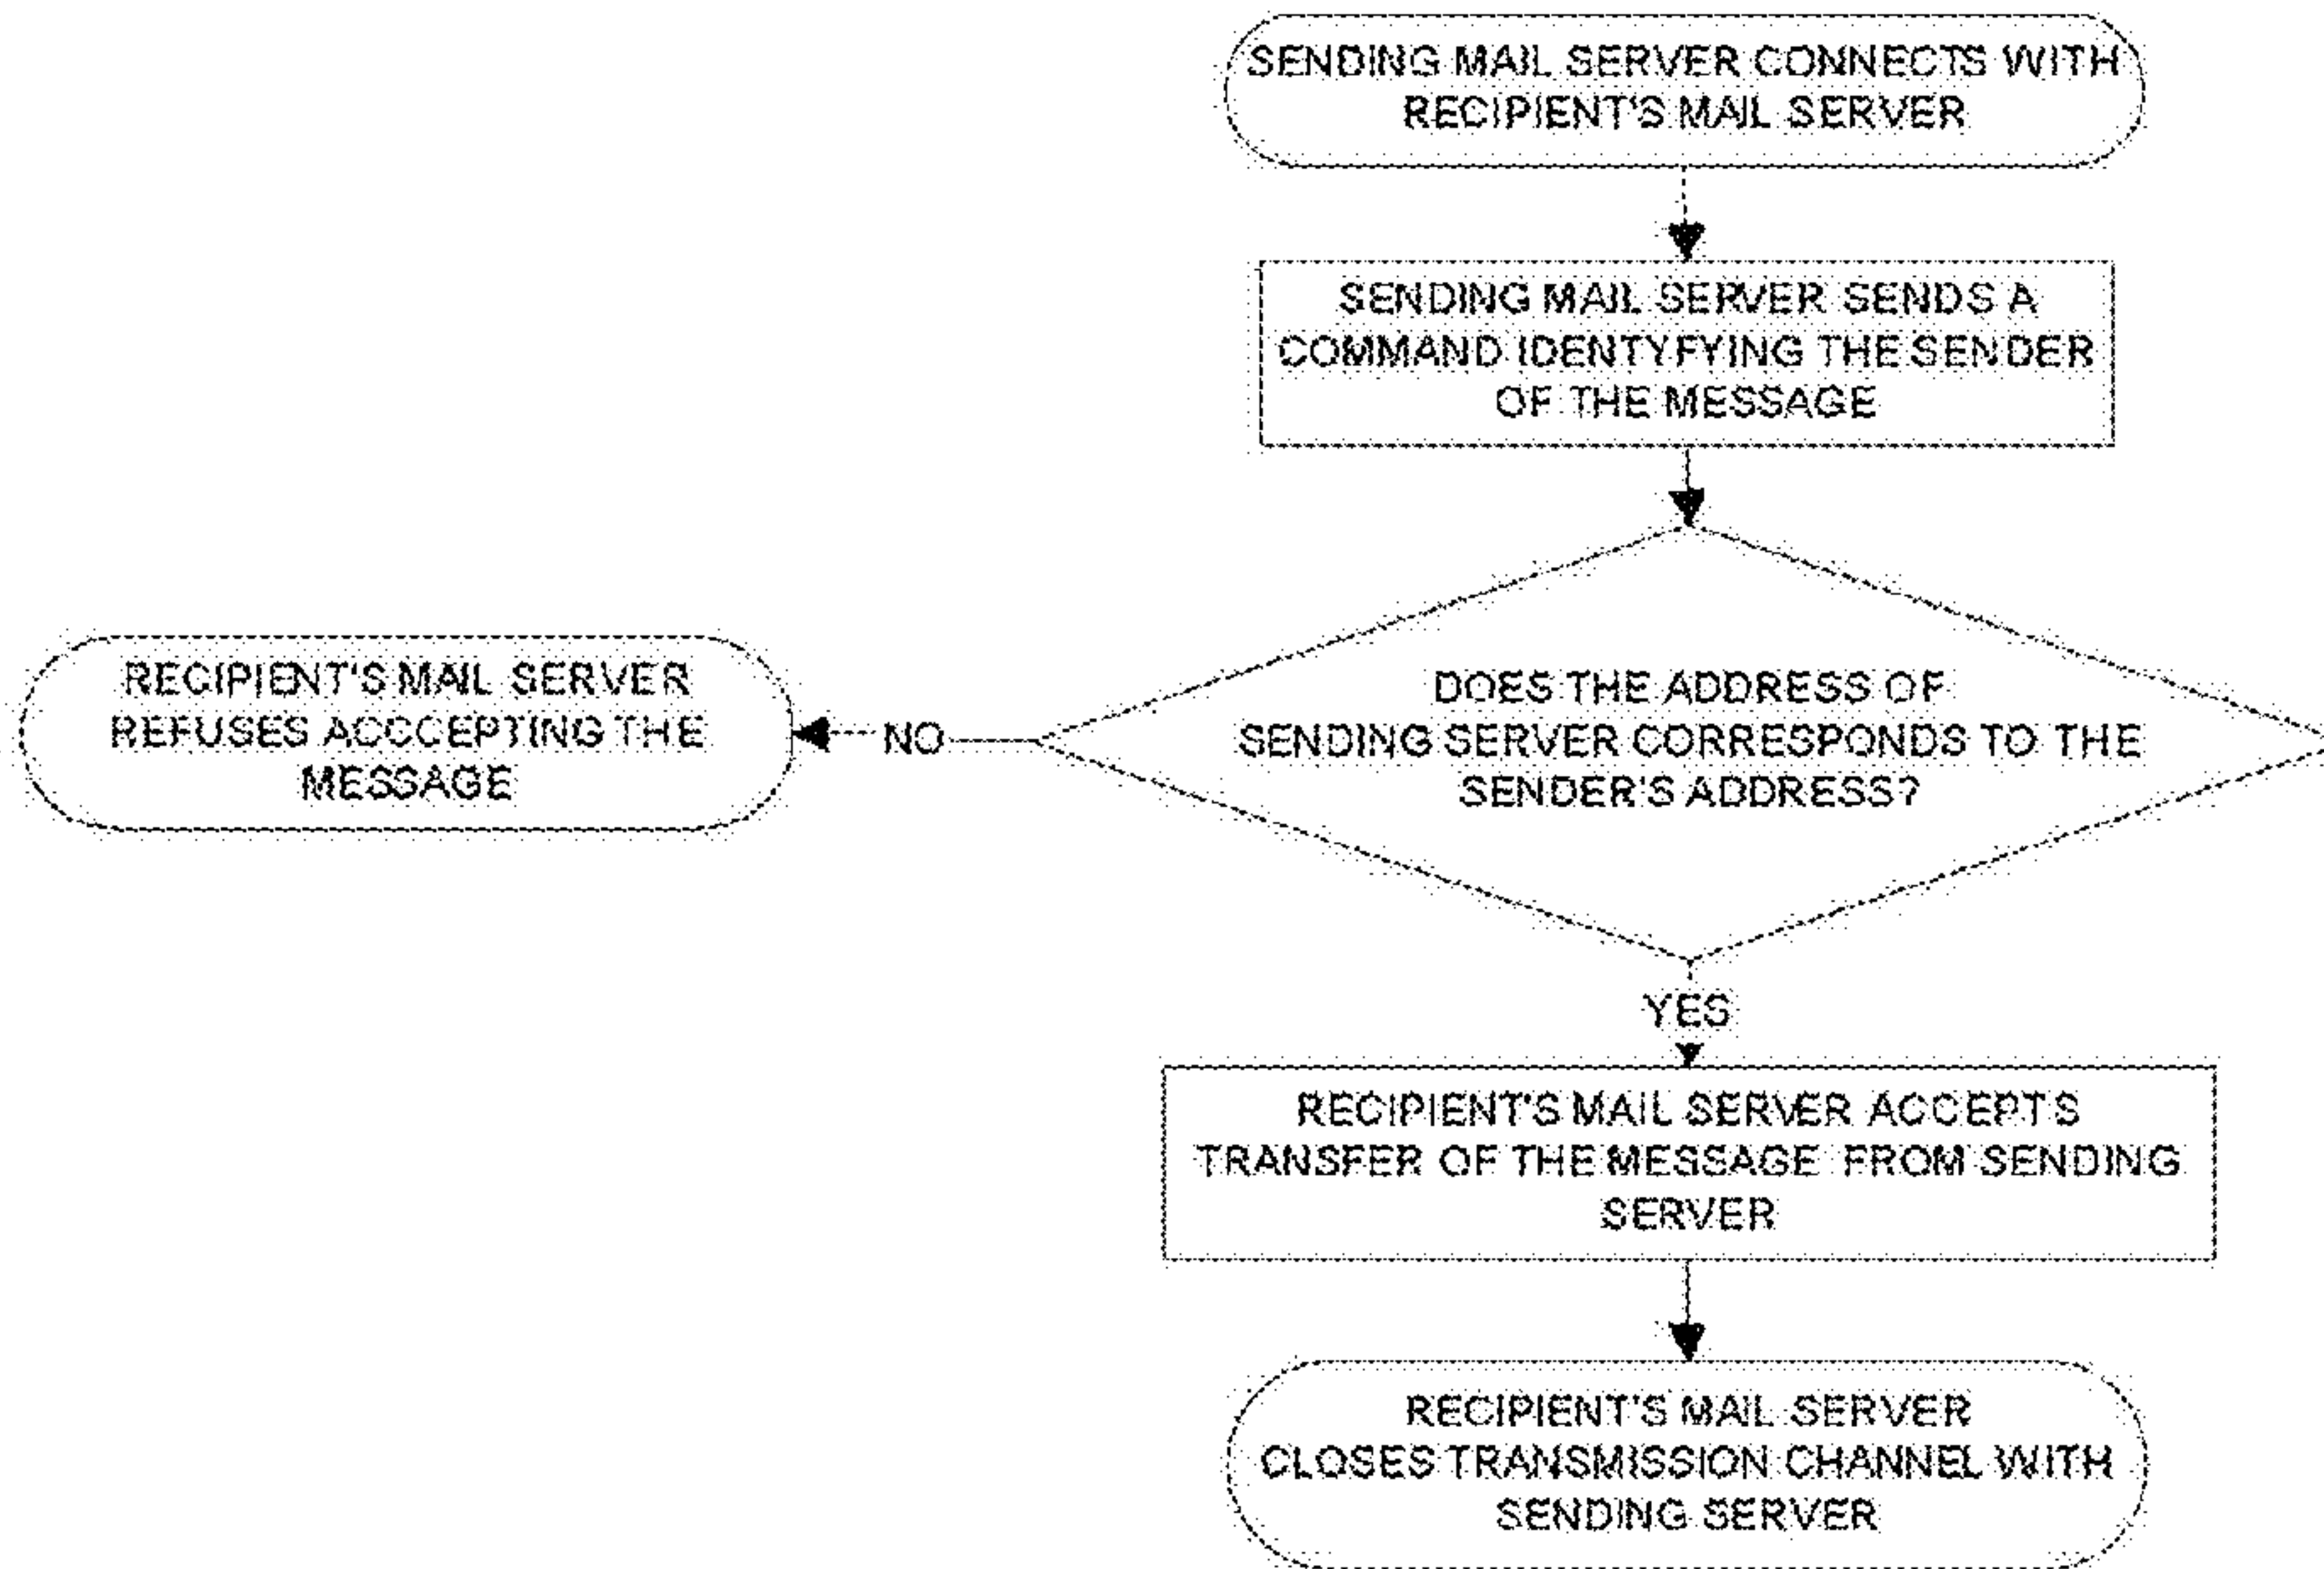 SENDING MAIL SERVER CONNECTS WITH
RECIPIENT'S MAIL SERVER
SENDING MAIL SERVER SENDS A
COMMAND IDENTYFYING THE SENDER
OF THE MESSAGE
DOES THE ADDRESS OF
SENDING SERVER CORRESPONDS TO THE
SENDER'S ADDRESS?
NO
RECIPIENT'S MAIL SERVER
REFUSES ACCCEPTING THE
MESSAGE
YES
RECIPIENT'S MAIL SERVER ACCEPTS
TRANSFER OF THE MESSAGE FROM SENDING
SERVER
RECIPIENT'S MAIL SERVER
CLOSES TRANSMISSION CHANNEL WITH
SENDING SERVER